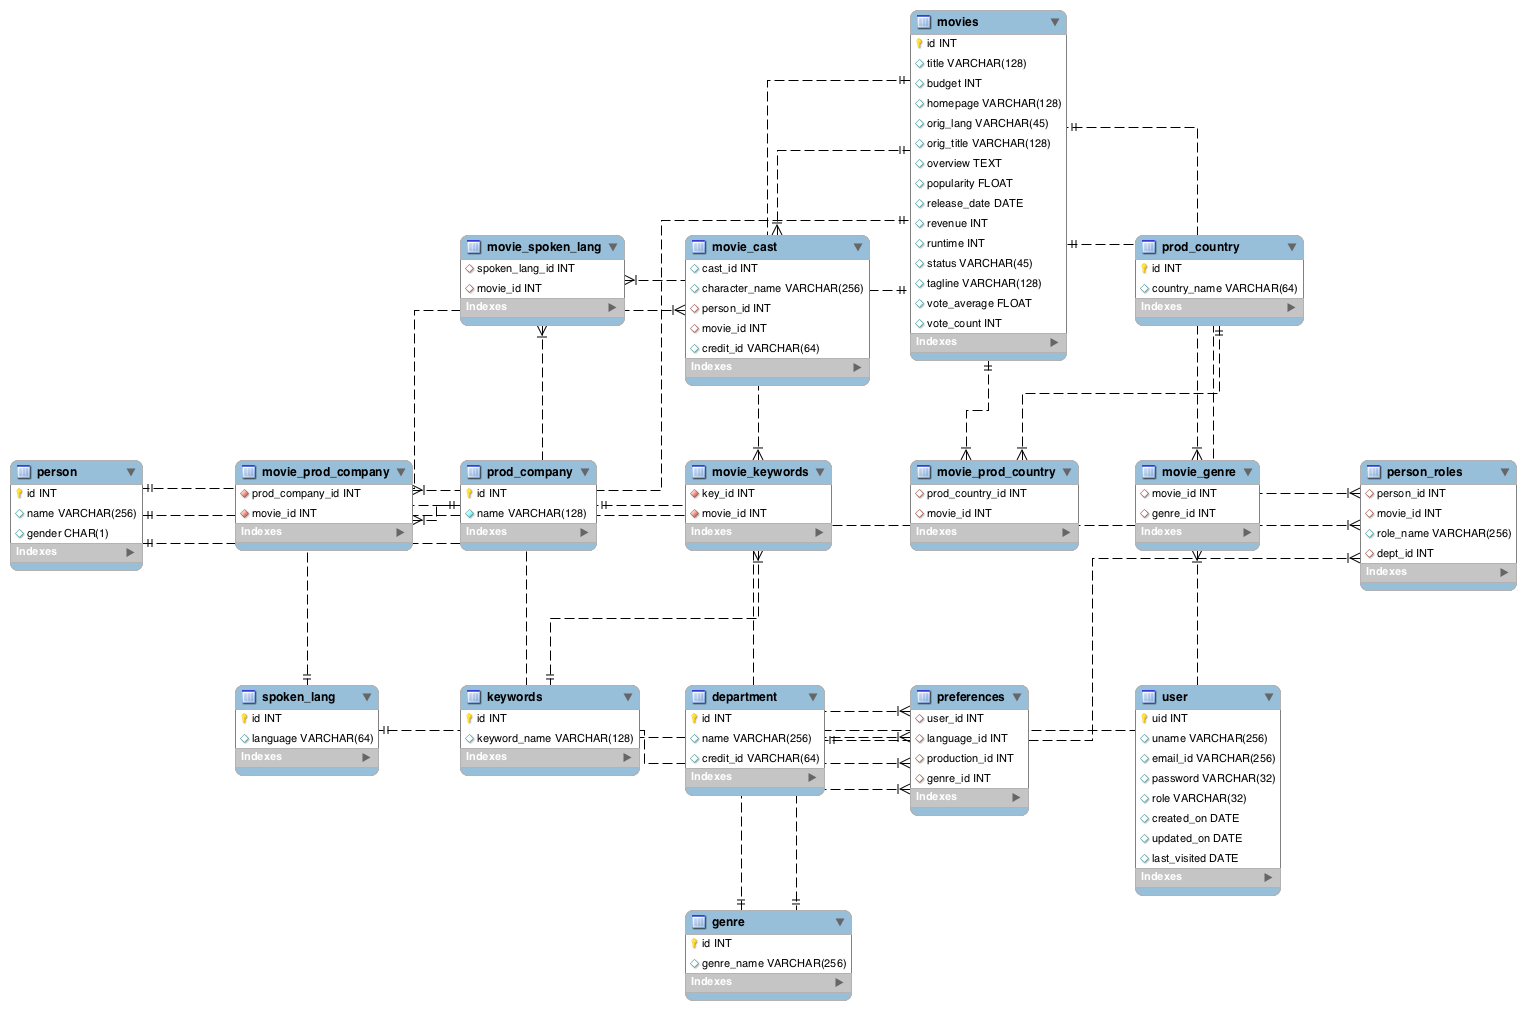 movies
id INT
title VARCHAR(128)
budget INT
homepage VARCHAR(128)
orig_lang VARCHAR(45)
orig_title VARCHAR(128)
overview TEXT
popularity FLOAT
release_date DATE
revenue INT
runtime INT
status VARCHAR(45)
tagline VARCHAR(128)
vote_average FLOAT
vote_count INT
Indexes
movie_spoken_lang
spoken_lang_id INT
movie_id INT
Indexes
movie_cast
cast_id INT
character_name VARCHAR(256)
person_id INT
movie_id INT
credit_id VARCHAR(64)
Indexes
prod_country
id INT
country_name VARCHAR(64)
Indexes
person
id INT
name VARCHAR(256)
gender CHAR(1)
Indexes
movie_prod_company
prod_company_id INT
movie_id INT
Indexes
prod_company
id INT
name VARCHAR(128)
Indexes
movie_keywords
key_id INT
movie_id INT
Indexes
movie_prod_country
prod_country_id INT
movie_id INT
Indexes
movie_genre
movie_id INT
genre_id INT
Indexes
person_roles
person_id INT
movie_id INT
role_name VARCHAR(256)
dept_id INT
Indexes
spoken_lang
id INT
language VARCHAR(64)
Indexes
keywords
id INT
keyword_name VARCHAR(128)
Indexes
department
id INT
name VARCHAR(256)
credit_id VARCHAR(64)
Indexes
preferences
user_id INT
language_id INT
production_id INT
genre_id INT
Indexes
user
uid INT
uname VARCHAR(256)
email_id VARCHAR(256)
password VARCHAR(32)
role VARCHAR(32)
created_on DATE
updated_on DATE
last_visited DATE
Indexes
genre
id INT
genre_name VARCHAR(256)
Indexes